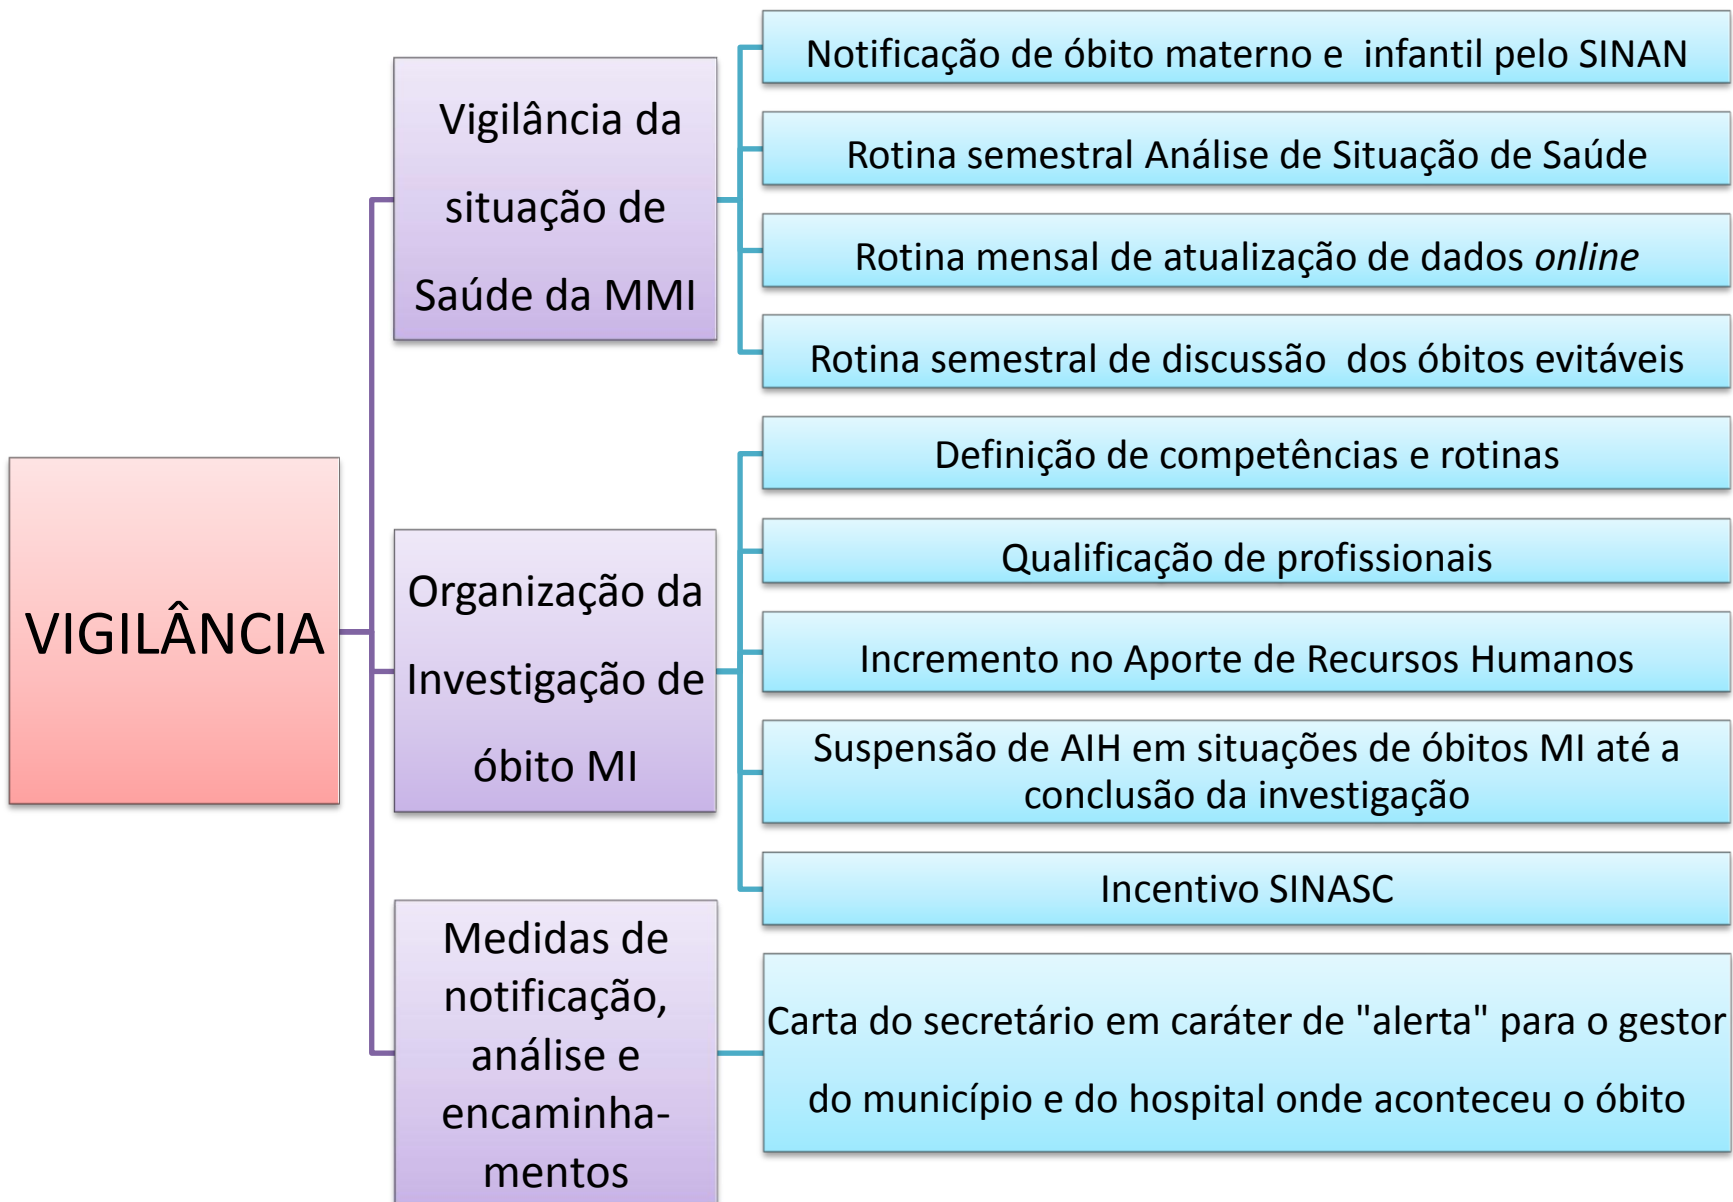 VIGILÂNCIA
Vigilância da
situação de
Saúde da MMI
Notificação de óbito materno e infantil pelo SINAN
Rotina semestral Análise de Situação de Saúde
Rotina mensal de atualização de dados online
Rotina semestral de discussão dos óbitos evitáveis
Organização da
Investigação de
óbito MI
Definição de competências e rotinas
Qualificação de profissionais
Incremento no Aporte de Recursos Humanos
Suspensão de AIH em situações de óbitos MI até a
conclusão da investigação
Incentivo SINASC
Medidas de
notificação,
análise e
encaminha-
mentos
Carta do secretário em caráter de "alerta" para o gestor
do município e do hospital onde aconteceu o óbito